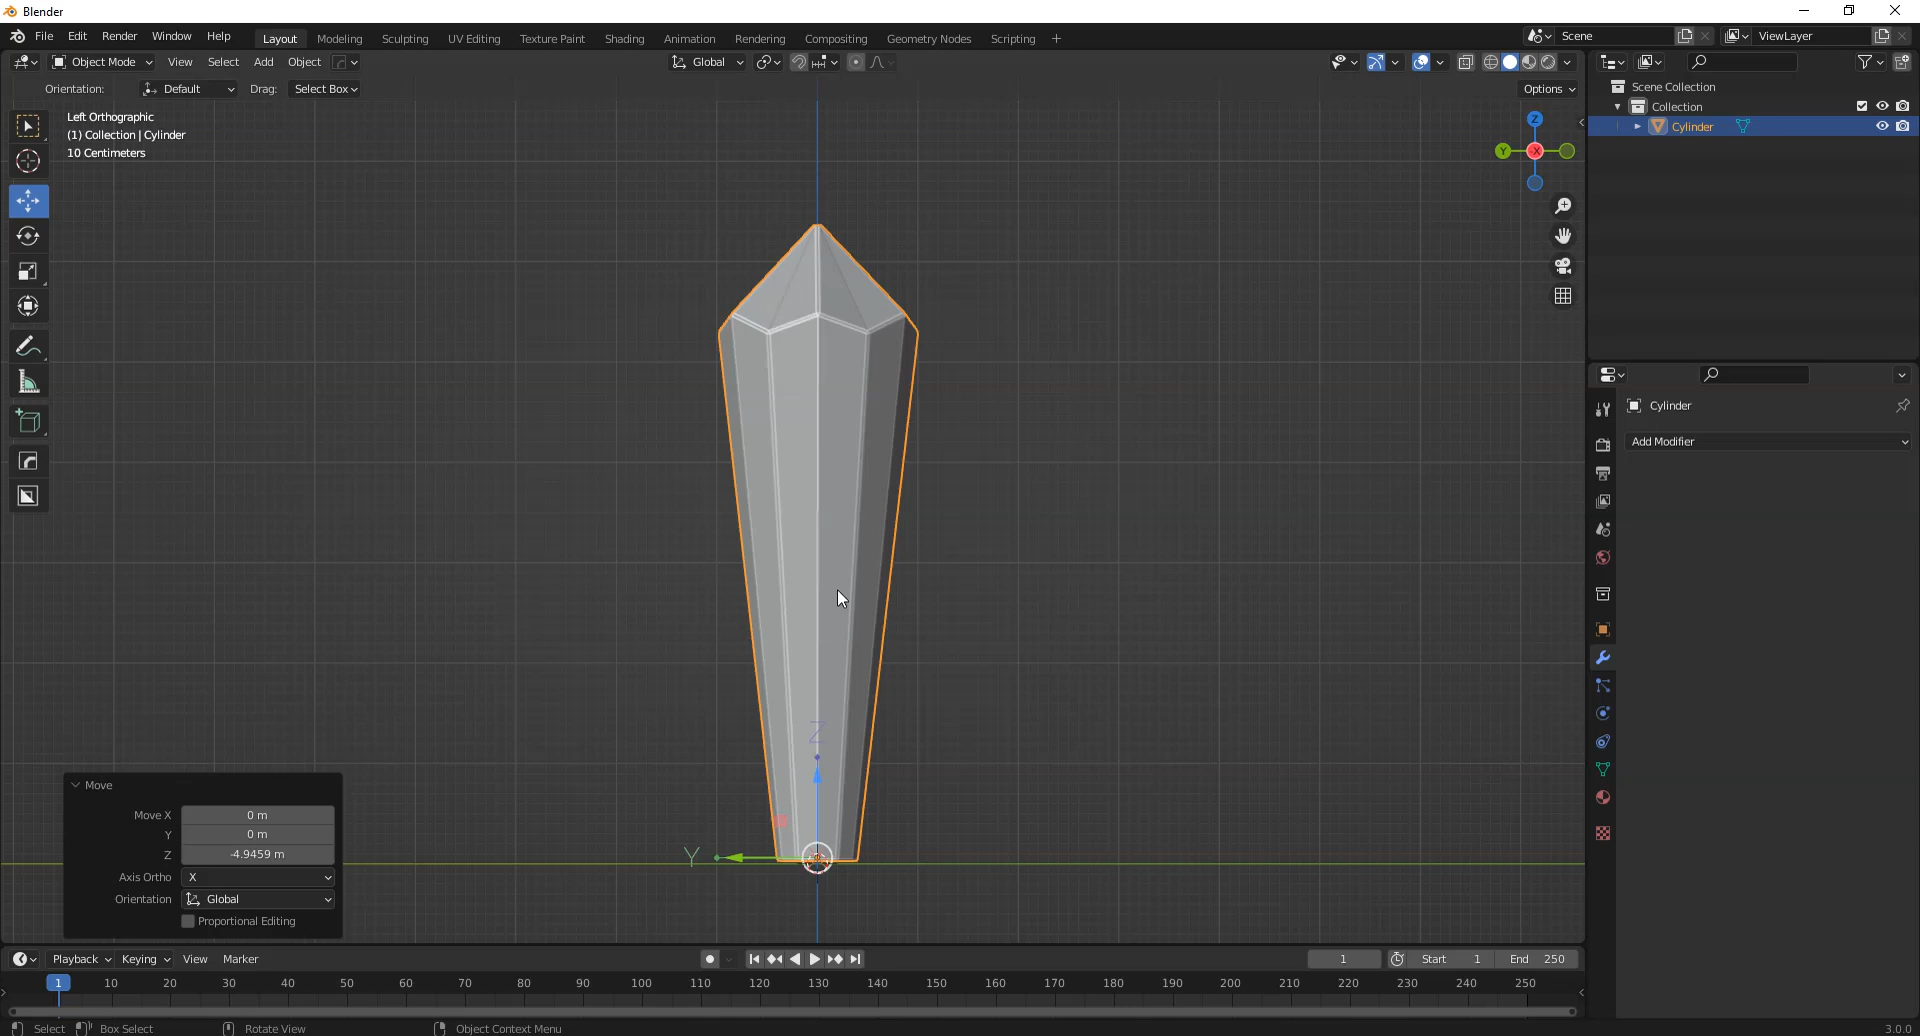 Blender
File Edit Render Window Help
Layout Modeling Sculpting UV Editing Texture Paint Shading Animation Rendering Compositing Geometry Nodes Scripting +
Scene
ViewLayer
Object Mode View Select Add Object
Global
Orientation: Default Drag: Select Box
Options
Left Orthographic
(1) Collection | Cylinder
10 Centimeters
Z
Y
-X
Scene Collection
Collection
Cylinder
Cylinder
Add Modifier
Z
Y
Move
Move X 0 m
Y 0 m
Z -4.9459 m
Axis Ortho X
Orientation Global
Proportional Editing
Playback Keying View Marker
1
Start 1
End 250
1 10 20 30 40 50 60 70 80 90 100 110 120 130 140 150 160 170 180 190 200 210 220 230 240 250
Select Box Select Rotate View Object Context Menu
3.0.0